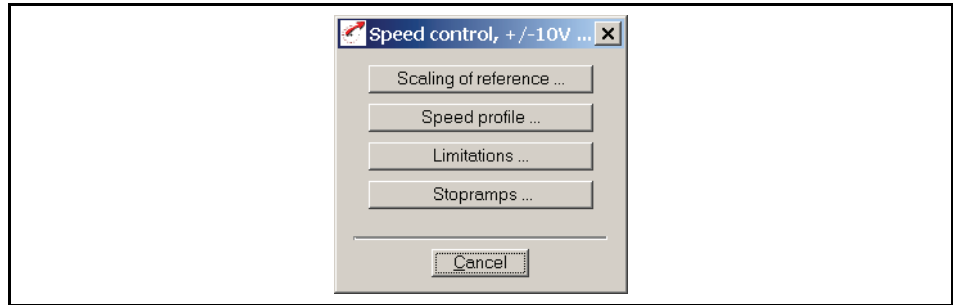 Speed control, +/-10V ...
Scaling of reference ...
Speed profile ...
Limitations ...
Stopramps ...
Cancel